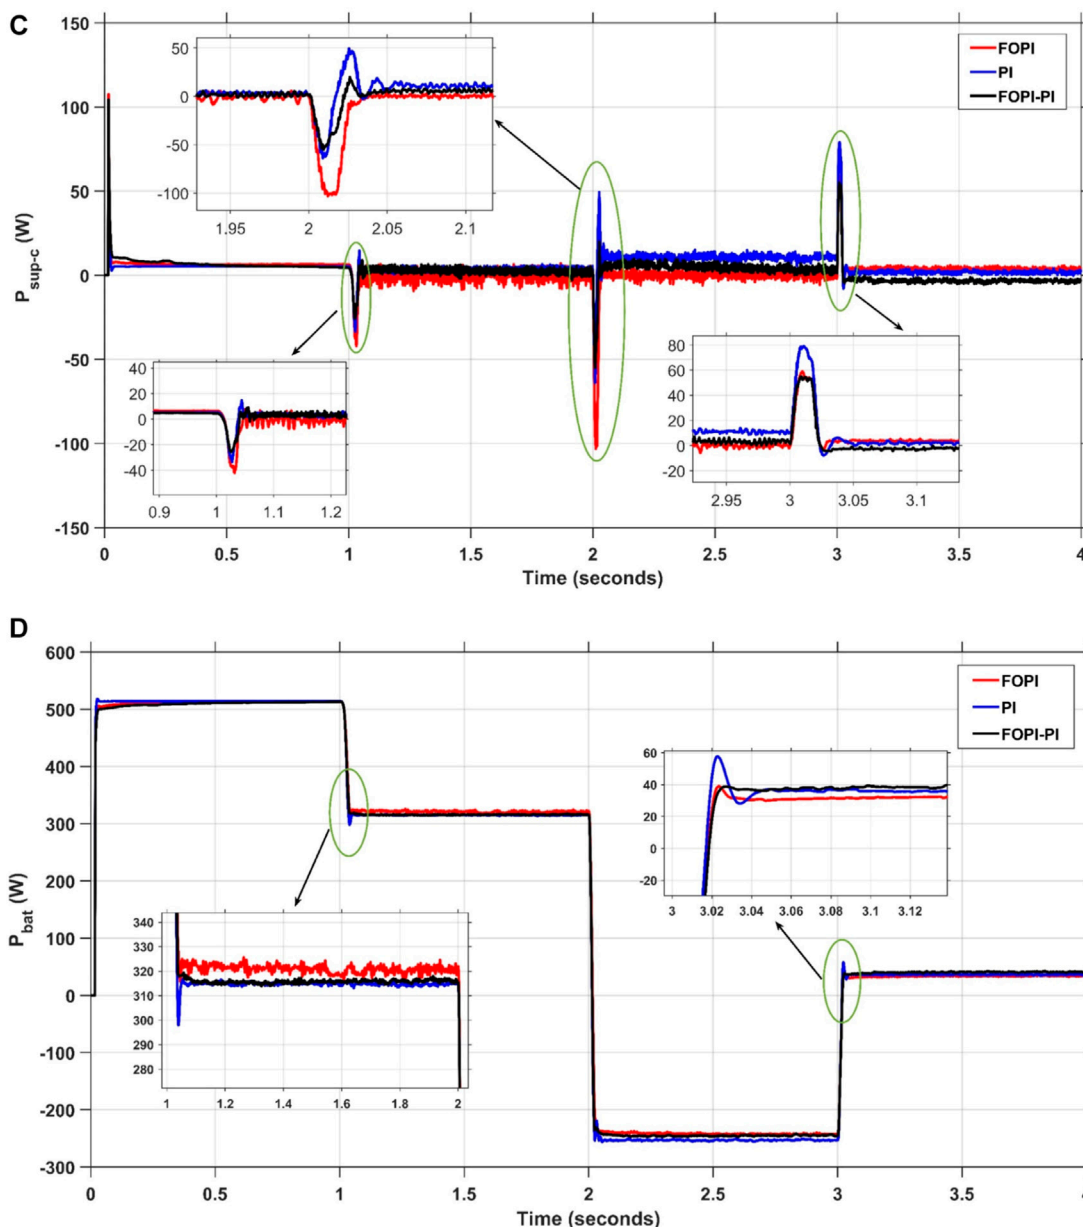 C
150
100
50
0
-50
-100
-150
P sup-c (W)
0 0.5 1 1.5 2 2.5 3 3.5 4
Time (seconds)
FOPI
PI
FOPI-PI
50
0
-50
-100
1.95 2 2.05 2.1
40
20
0
-20
-40
0.9 1 1.1 1.2
80
60
40
20
0
-20
2.95 3 3.05 3.1
D
600
500
400
300
200
100
0
-100
-200
-300
P bat (W)
0 0.5 1 1.5 2 2.5 3 3.5 4
Time (seconds)
FOPI
PI
FOPI-PI
60
40
20
0
-20
3 3.02 3.04 3.06 3.08 3.1 3.12
340
330
320
310
300
290
280
1 1.2 1.4 1.6 1.8 2